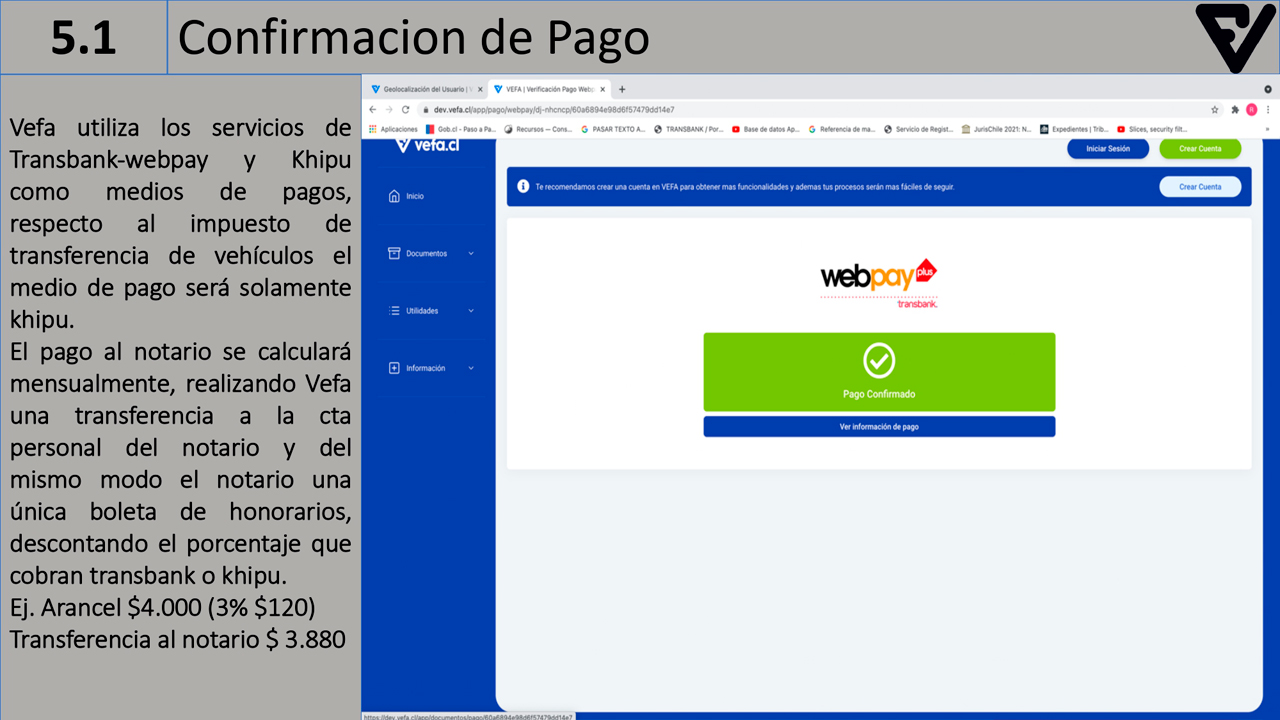 5.1
Confirmacion de Pago
Vefa utiliza los servicios de
Transbank-webpay y Khipu
como medios de pagos,
respecto al impuesto de
transferencia de vehículos el
medio de pago será solamente
khipu.
El pago al notario se calculará
mensualmente, realizando Vefa
una transferencia a la cta
personal del notario y del
mismo modo el notario una
única boleta de honorarios,
descontando el porcentaje que
cobran transbank o khipu.
Ej. Arancel $4.000 (3% $120)
Transferencia al notario $ 3.880
Geolocalización del Usuario | V
VEFA | Verificación Pago Webp
dev.vefa.cl/app/pago/webpay/dj-nhcncp/60a6894e98d6f57479dd14e7
Aplicaciones
Gob.cl - Paso a Pa...
Recursos — Cons...
PASAR TEXTO A...
TRANSBANK / Por...
Base de datos Ap...
Referencia de ma...
Servicio de Regist...
JurisChile 2021: N...
Expedientes | Trib...
Slices, security filt...
»
vefa.cl
Iniciar Sesión
Crear Cuenta
Te recomendamos crear una cuenta en VEFA para obtener mas funcionalidades y ademas tus procesos serán mas fáciles de seguir.
Crear Cuenta
Inicio
Documentos
Utilidades
Información
webpay plus
transbank.
Pago Confirmado
Ver información de pago
https://dev.vefa.cl/app/documentos/pago/60a6894e98d6f57479dd14e7